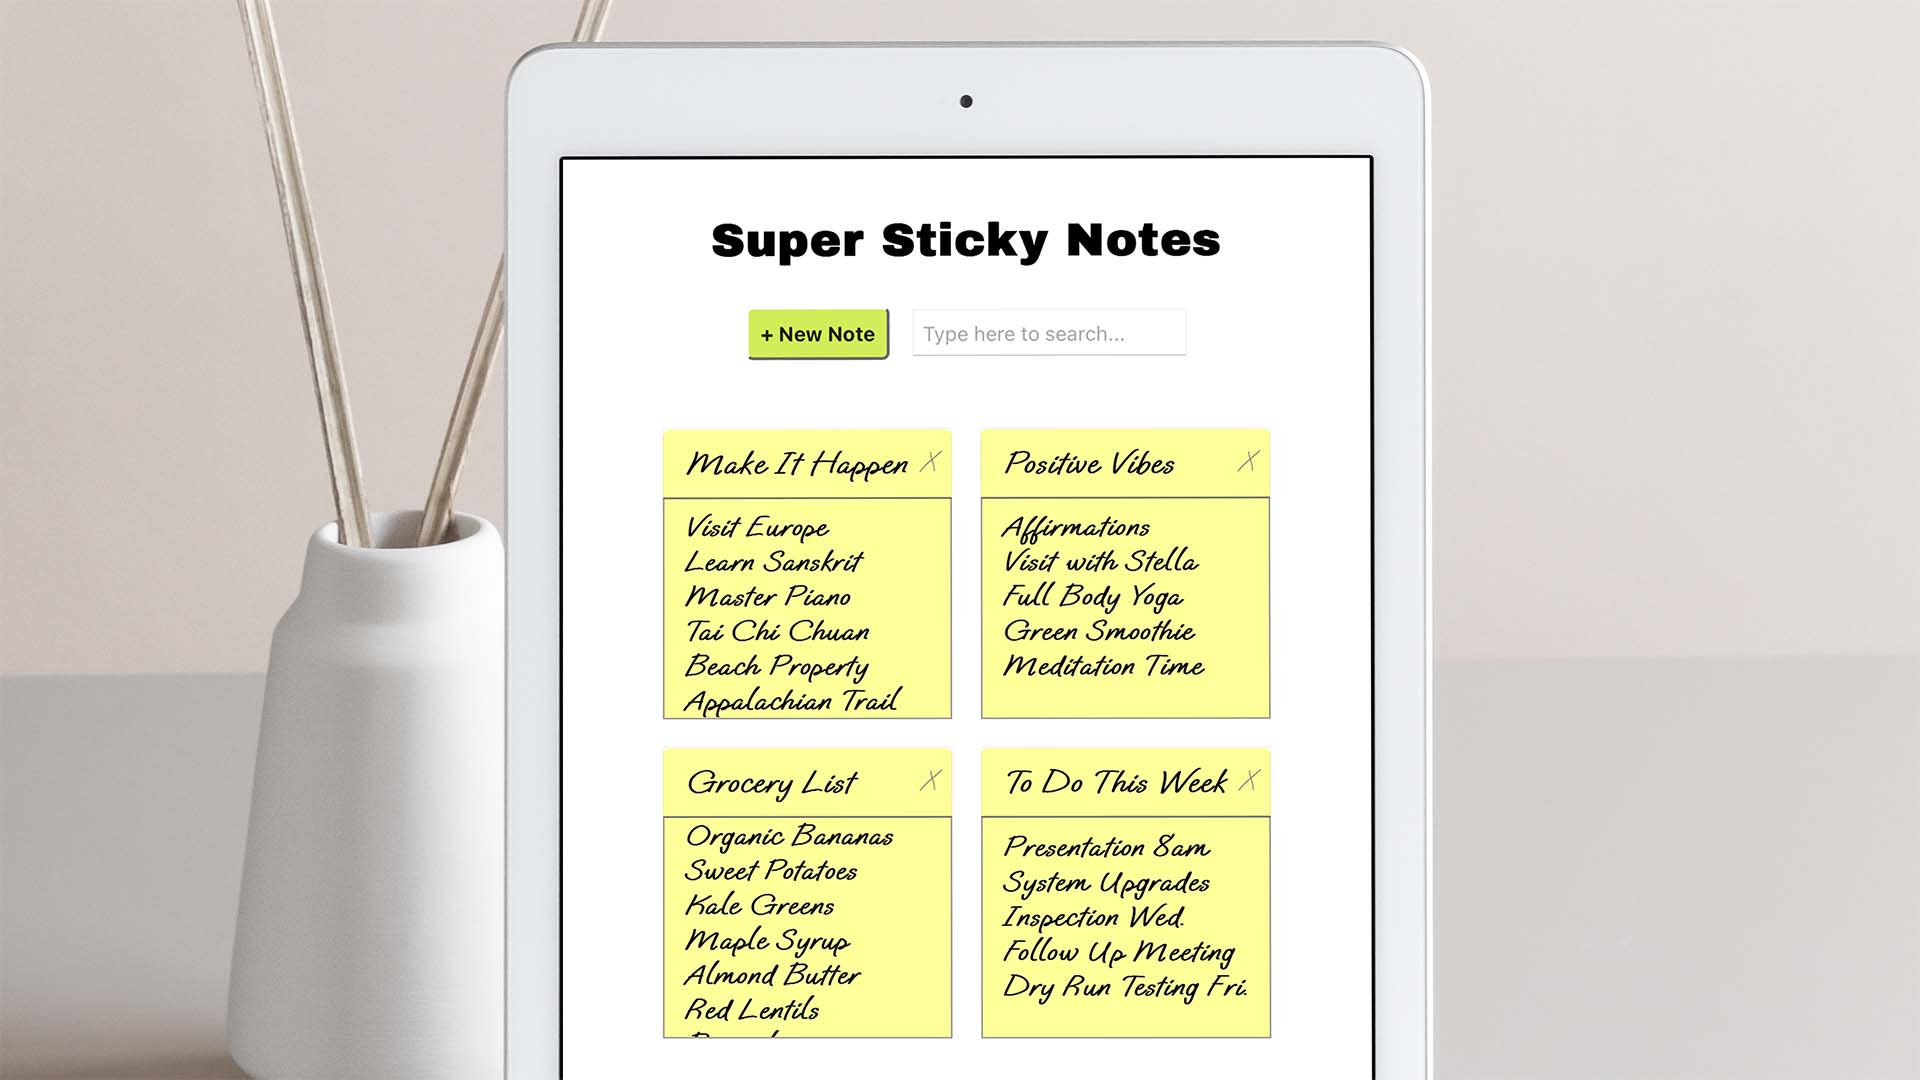 Super Sticky Notes
+ New Note
Type here to search...
Make It Happen X
Visit Europe
Learn Sanskrit
Master Piano
Tai Chi Chuan
Beach Property
Appalachian Trail
Positive Vibes X
Affirmations
Visit with Stella
Full Body Yoga
Green Smoothie
Meditation Time
Grocery List X
Organic Bananas
Sweet Potatoes
Kale Greens
Maple Syrup
Almond Butter
Red Lentils
To Do This Week X
Presentation 8am
System Upgrades
Inspection Wed.
Follow Up Meeting
Dry Run Testing Fri.